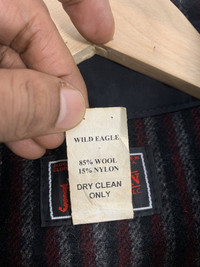 WILD EAGLE
85% WOOL
15% NYLON
DRY CLEAN
ONLY